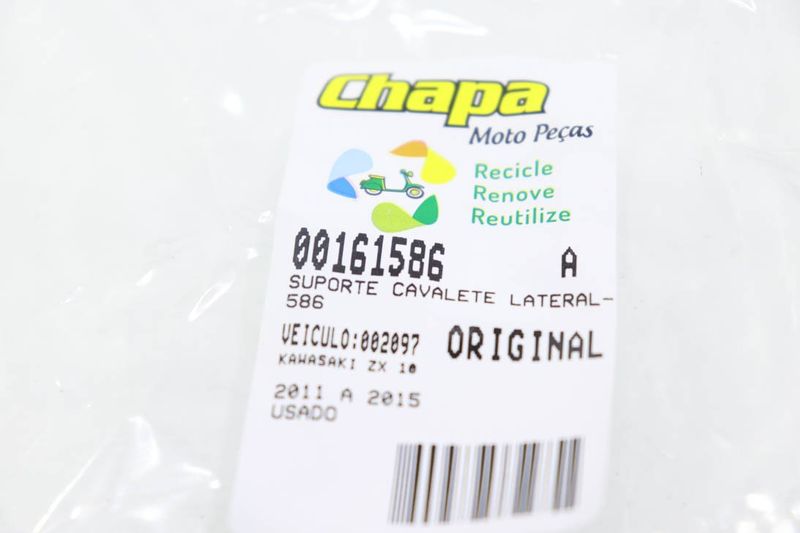 Chapa
Moto Peças
Recicle
Renove
Reutilize
00161586 A
SUPORTE CAVALETE LATERAL-
586
VEICULO:002097 ORIGINAL
KAWASAKI ZX 10
2011 A 2015
USADO